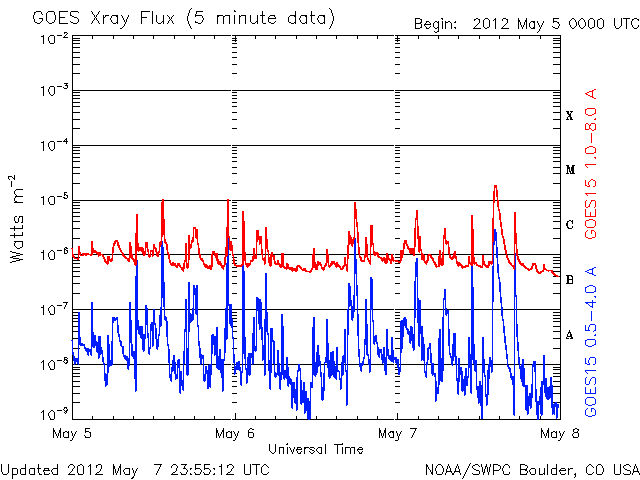 GOES Xray Flux (5 minute data)
Begin: 2012 May 5 0000 UTC
10-2
10-3
10-4
10-5
10-6
10-7
10-8
10-9
Watts m-2
X
M
C
B
A
GOES15 1.0-8.0 A
GOES15 0.5-4.0 A
May 5
May 6
May 7
May 8
Universal Time
Updated 2012 May 7 23:55:12 UTC
NOAA/SWPC Boulder, CO USA